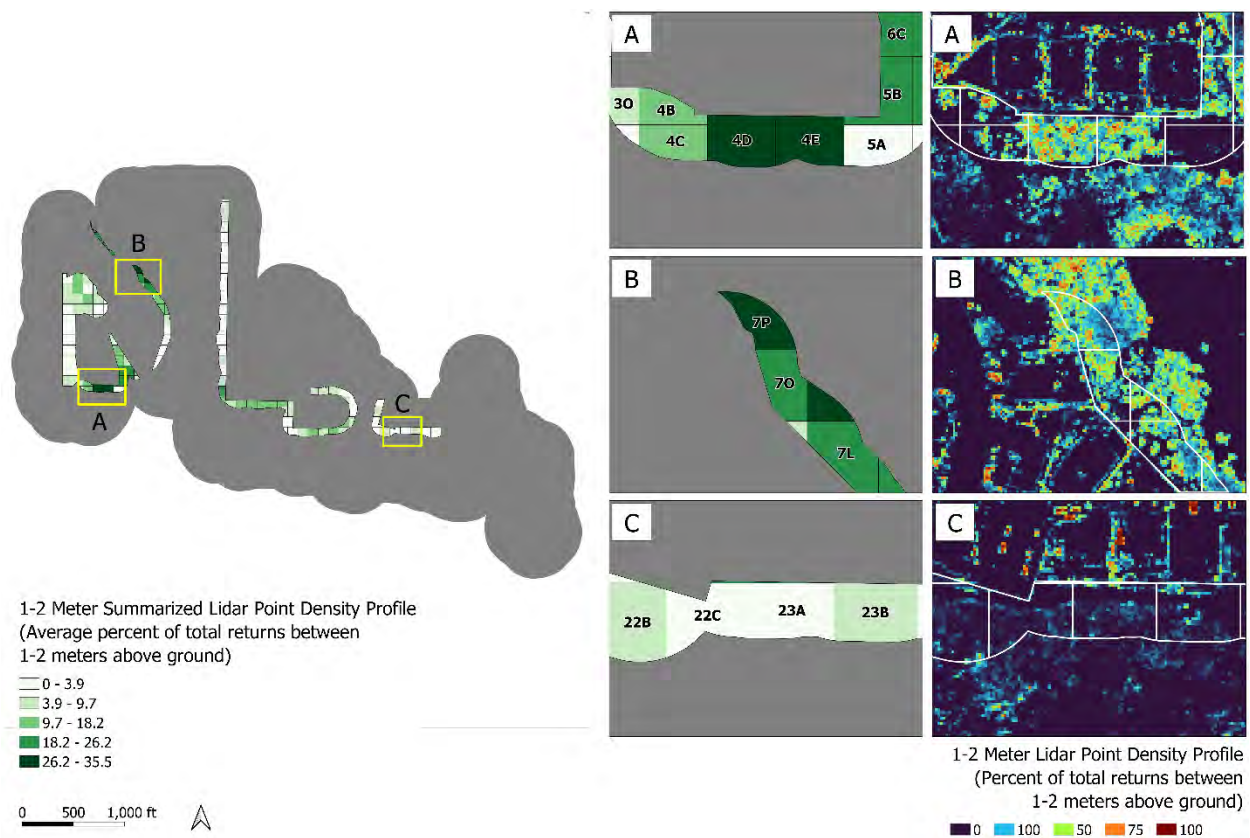 B
A
C
1-2 Meter Summarized Lidar Point Density Profile
(Average percent of total returns between
1-2 meters above ground)
0 - 3.9
3.9 - 9.7
9.7 - 18.2
18.2 - 26.2
26.2 - 35.5
0 500 1,000 ft
A
6C
5B
3O
4B
4C
4D
4E
5A
A
B
7P
7O
7L
B
C
22B
22C
23A
23B
C
1-2 Meter Lidar Point Density Profile
(Percent of total returns between
1-2 meters above ground)
0 100 50 75 100